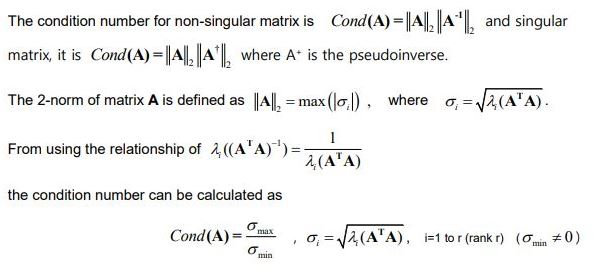 The condition number for non-singular matrix is Cond(A)=‖A‖₂‖A⁻¹‖₂ and singular
matrix, it is Cond(A)=‖A‖₂‖A†‖₂ where A⁺ is the pseudoinverse.
The 2-norm of matrix A is defined as ‖A‖₂ = max(|σᵢ|) , where σᵢ = √λᵢ(AᵀA) .
From using the relationship of λᵢ((AᵀA)⁻¹) = 1/λᵢ(AᵀA)
the condition number can be calculated as
Cond(A) = σmax/σmin , σᵢ = √λᵢ(AᵀA) , i=1 to r (rank r) (σmin ≠ 0)